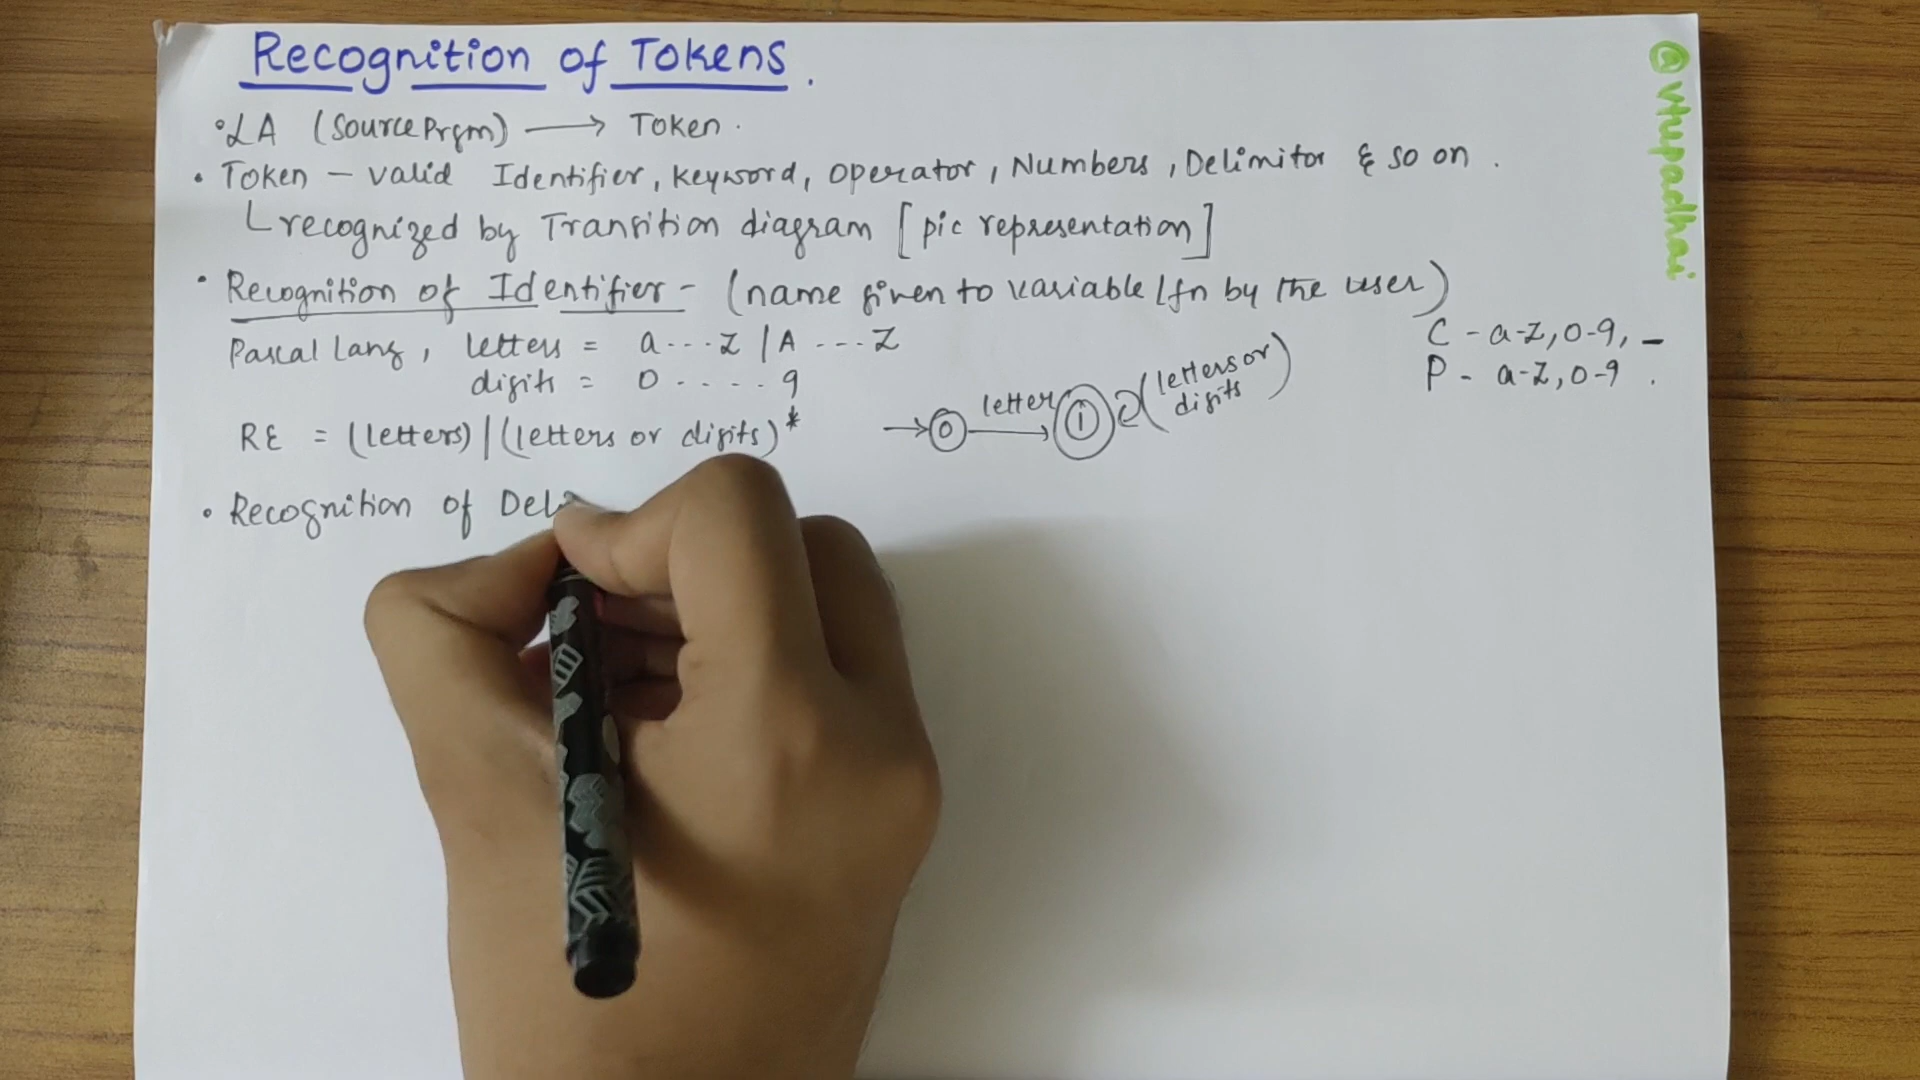 Recognition of Tokens.
LA (Source Prgm) → Token.
• Token - valid Identifier, keyword, operator, Numbers, Delimitor & so on.
recognized by Transition diagram [pic representation]
• Recognition of Identifier - (name given to variable/fn by the user)
Pascal Lang, letters = a...z | A ... Z
digits = 0.....9
C - a-z, 0-9, _
P - a-z, 0-9.
RE = (letters) | (letters or digits)*
→ 0 letter → 1 (letters or digits)
• Recognition of Deli
@vtupadhai